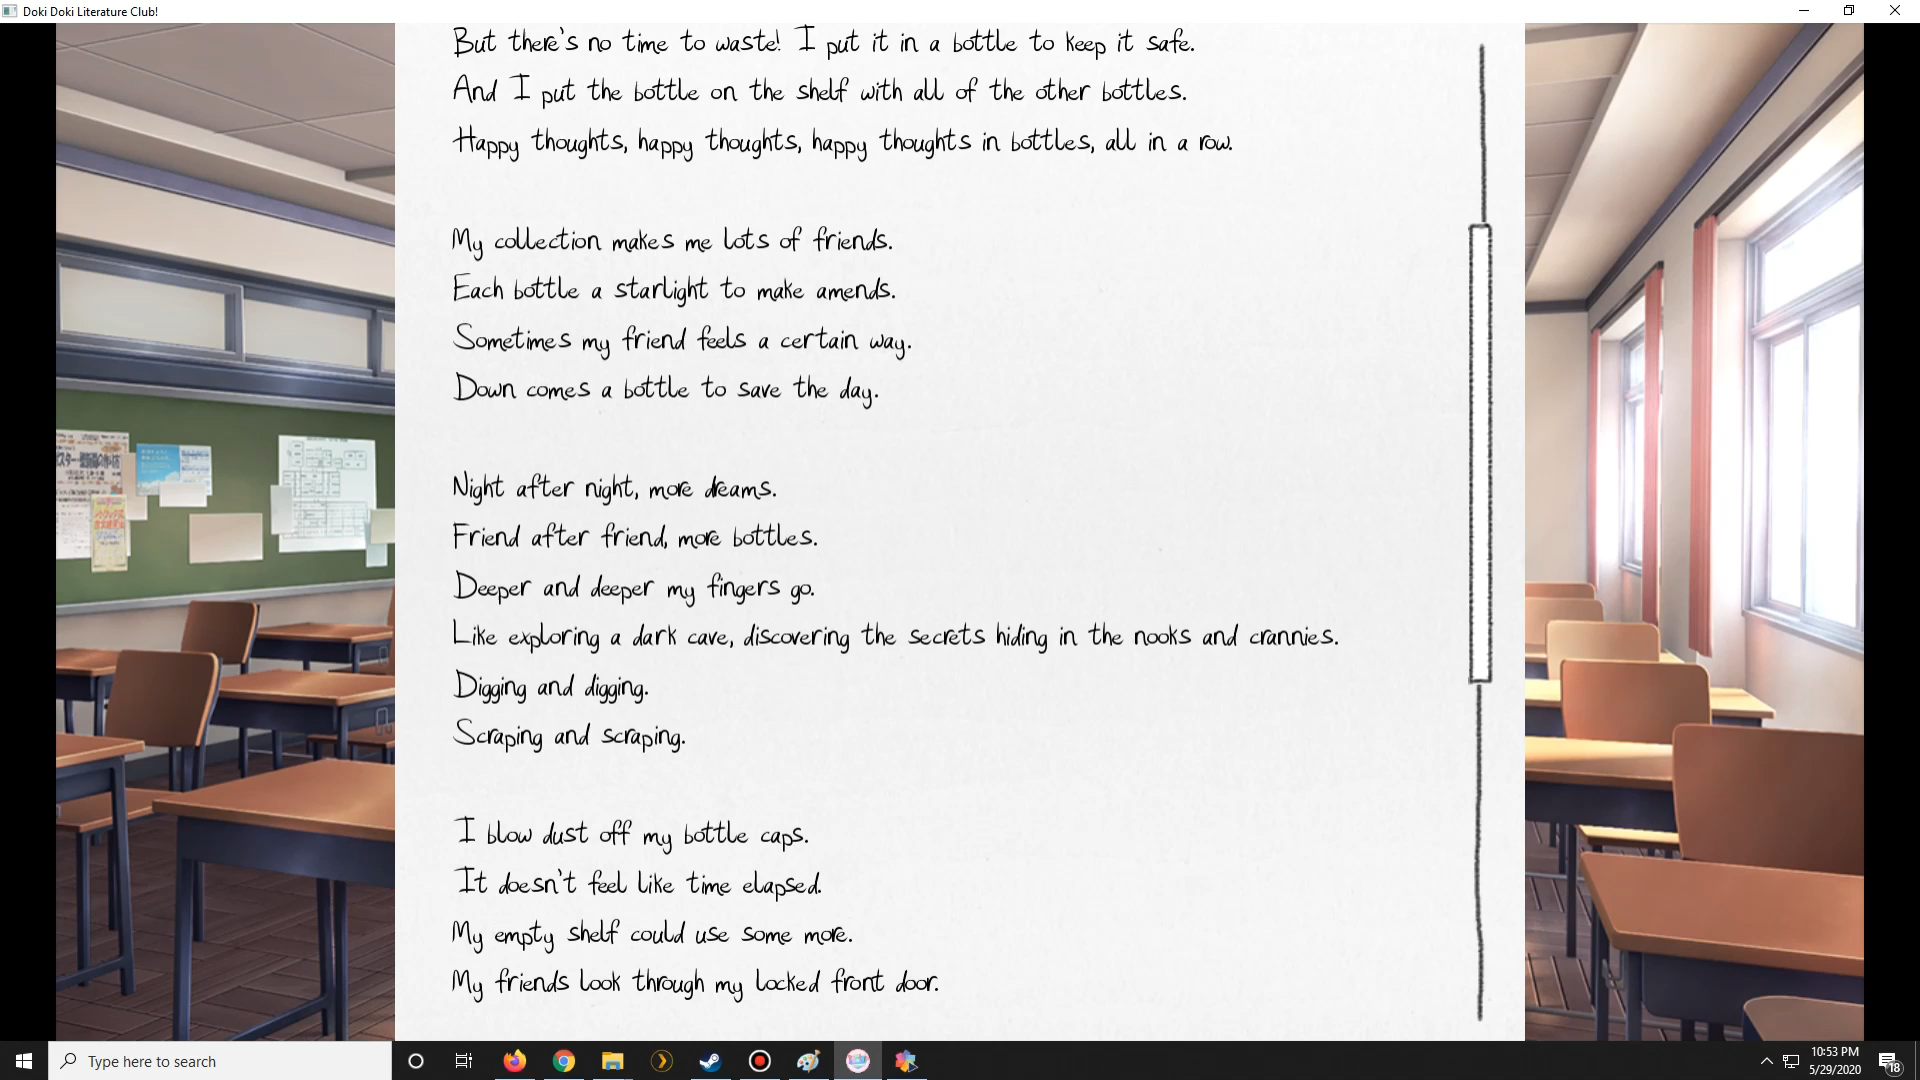 Doki Doki Literature Club!
But there's no time to waste! I put it in a bottle to keep it safe.
And I put the bottle on the shelf with all of the other bottles.
Happy thoughts, happy thoughts, happy thoughts in bottles, all in a row.
My collection makes me lots of friends.
Each bottle a starlight to make amends.
Sometimes my friend feels a certain way.
Down comes a bottle to save the day.
Night after night, more dreams.
Friend after friend, more bottles.
Deeper and deeper my fingers go.
Like exploring a dark cave, discovering the secrets hiding in the nooks and crannies.
Digging and digging.
Scraping and scraping.
I blow dust off my bottle caps.
It doesn't feel like time elapsed.
My empty shelf could use some more.
My friends look through my locked front door.
Type here to search
10:53 PM
5/29/2020
18